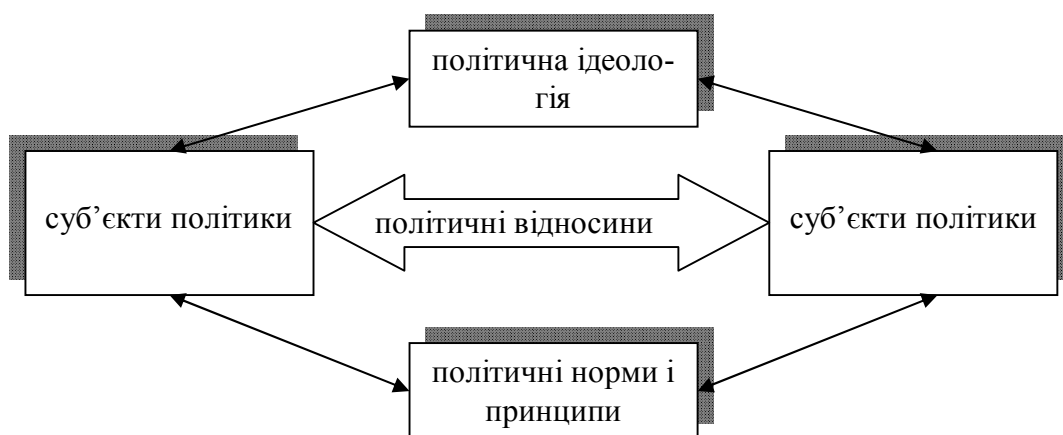 політична ідеоло-
гія
суб’єкти політики
політичні відносини
суб’єкти політики
політичні норми і
принципи